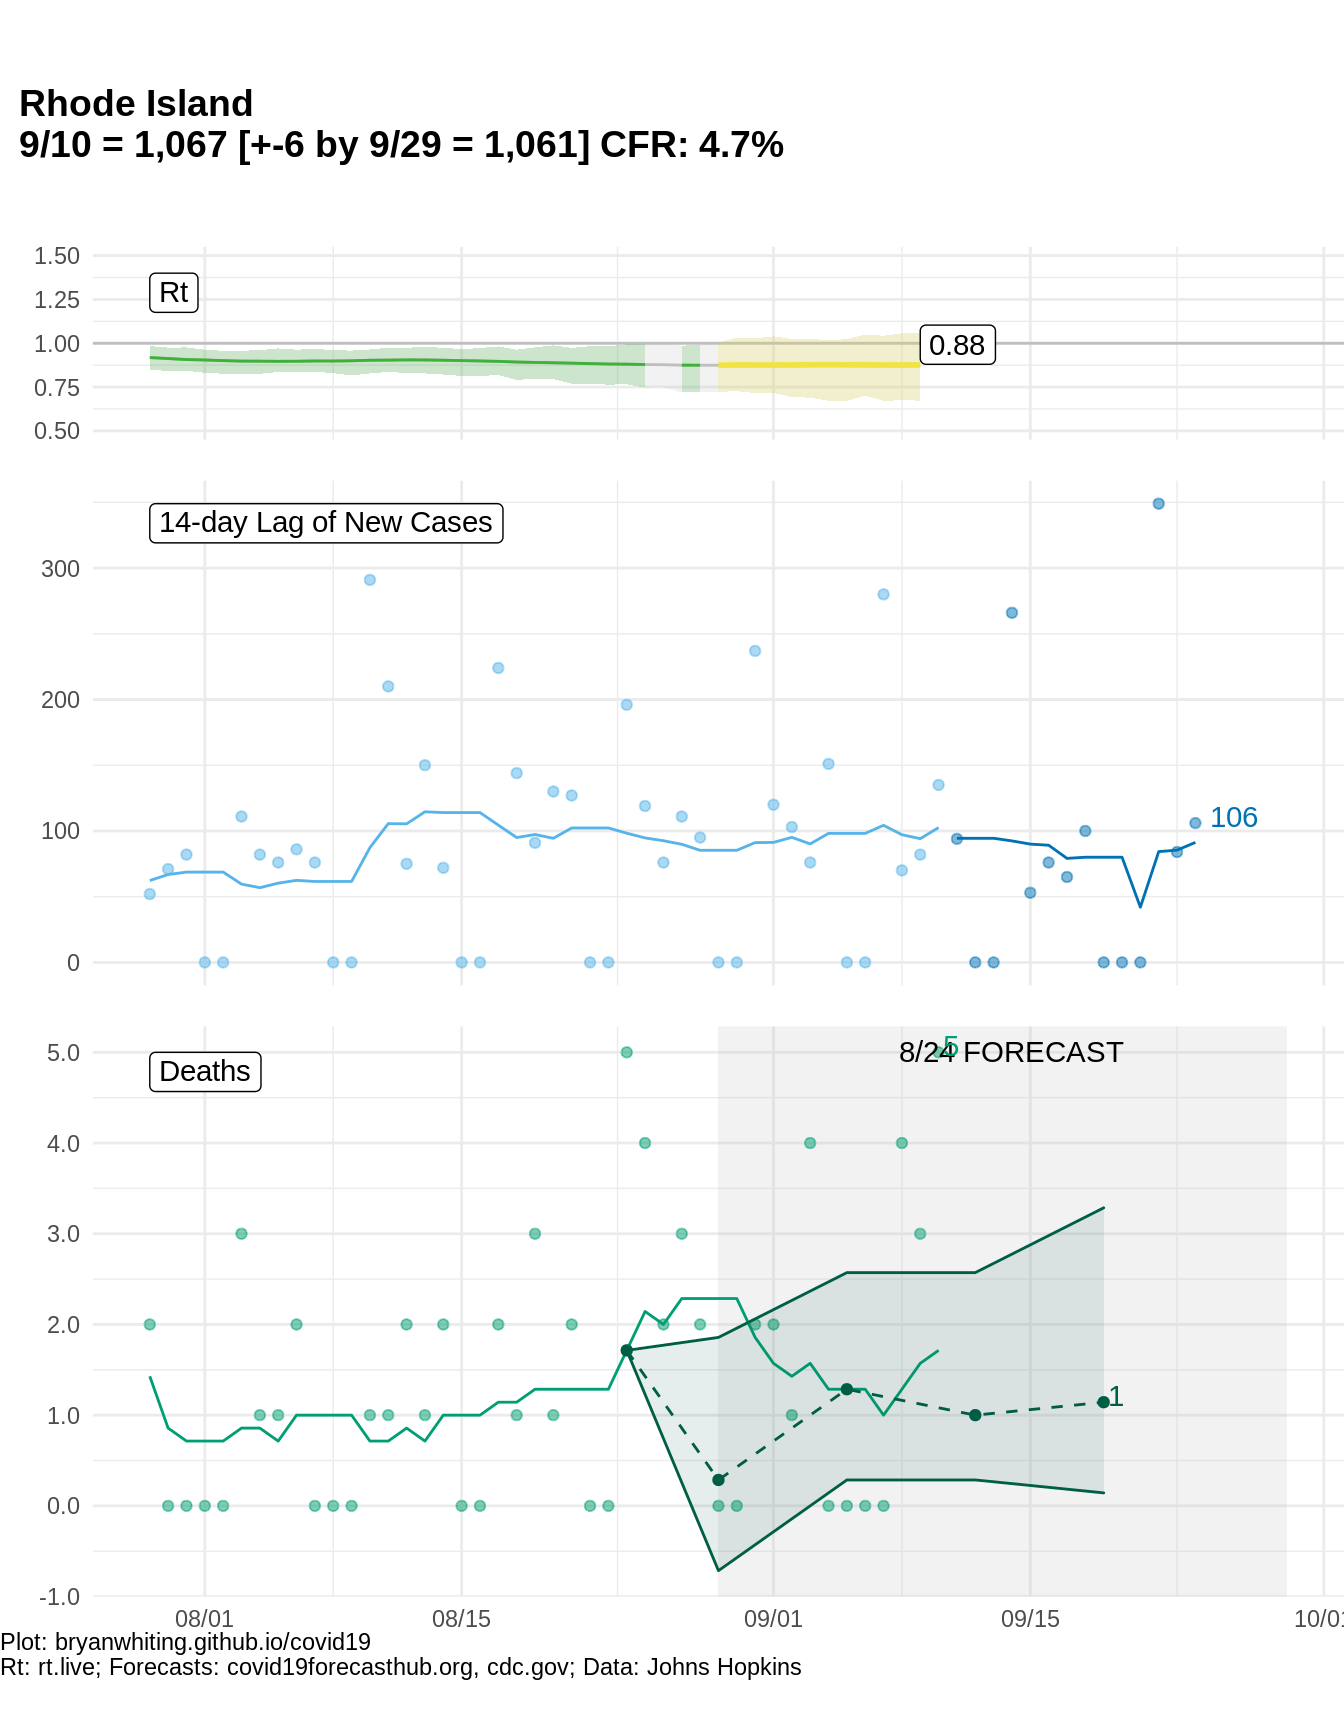 Rhode Island
9/10 = 1,067 [+-6 by 9/29 = 1,061] CFR: 4.7%
1.50
Rt
1.25
1.00
0.88
0.75
0.50
14-day Lag of New Cases
300
200
106
100
0
5
8/24 FORECAST
5.0
Deaths
4.0
3.0
2.0
1
1.0
0.0
-1.0
08/01 08/15 09/01 09/15 10/01
Plot: bryanwhiting.github.io/covid19
Rt: rt.live; Forecasts: covid19forecasthub.org, cdc.gov; Data: Johns Hopkins